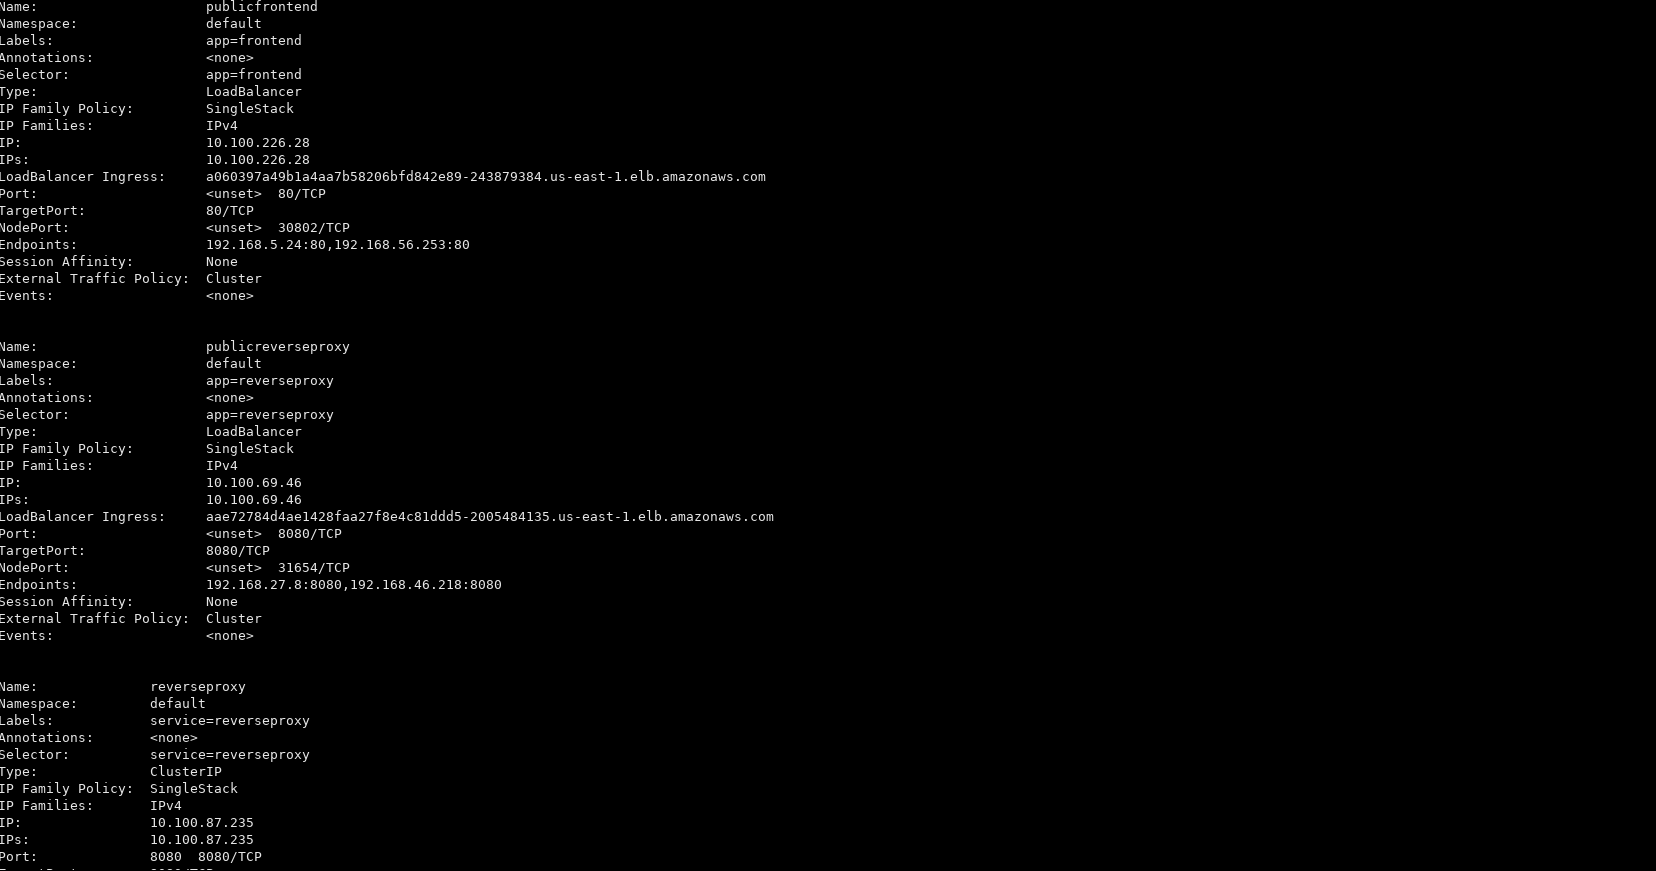 Name:                     publicfrontend
Namespace:                default
Labels:                   app=frontend
Annotations:              <none>
Selector:                 app=frontend
Type:                     LoadBalancer
IP Family Policy:         SingleStack
IP Families:              IPv4
IP:                       10.100.226.28
IPs:                      10.100.226.28
LoadBalancer Ingress:     a060397a49b1a4aa7b58206bfd842e89-243879384.us-east-1.elb.amazonaws.com
Port:                     <unset>  80/TCP
TargetPort:               80/TCP
NodePort:                 <unset>  30802/TCP
Endpoints:                192.168.5.24:80,192.168.56.253:80
Session Affinity:         None
External Traffic Policy:  Cluster
Events:                   <none>
Name:                     publicreverseproxy
Namespace:                default
Labels:                   app=reverseproxy
Annotations:              <none>
Selector:                 app=reverseproxy
Type:                     LoadBalancer
IP Family Policy:         SingleStack
IP Families:              IPv4
IP:                       10.100.69.46
IPs:                      10.100.69.46
LoadBalancer Ingress:     aae72784d4ae1428faa27f8e4c81ddd5-2005484135.us-east-1.elb.amazonaws.com
Port:                     <unset>  8080/TCP
TargetPort:               8080/TCP
NodePort:                 <unset>  31654/TCP
Endpoints:                192.168.27.8:8080,192.168.46.218:8080
Session Affinity:         None
External Traffic Policy:  Cluster
Events:                   <none>
Name:              reverseproxy
Namespace:         default
Labels:            service=reverseproxy
Annotations:       <none>
Selector:          service=reverseproxy
Type:              ClusterIP
IP Family Policy:  SingleStack
IP Families:       IPv4
IP:                10.100.87.235
IPs:               10.100.87.235
Port:              8080  8080/TCP